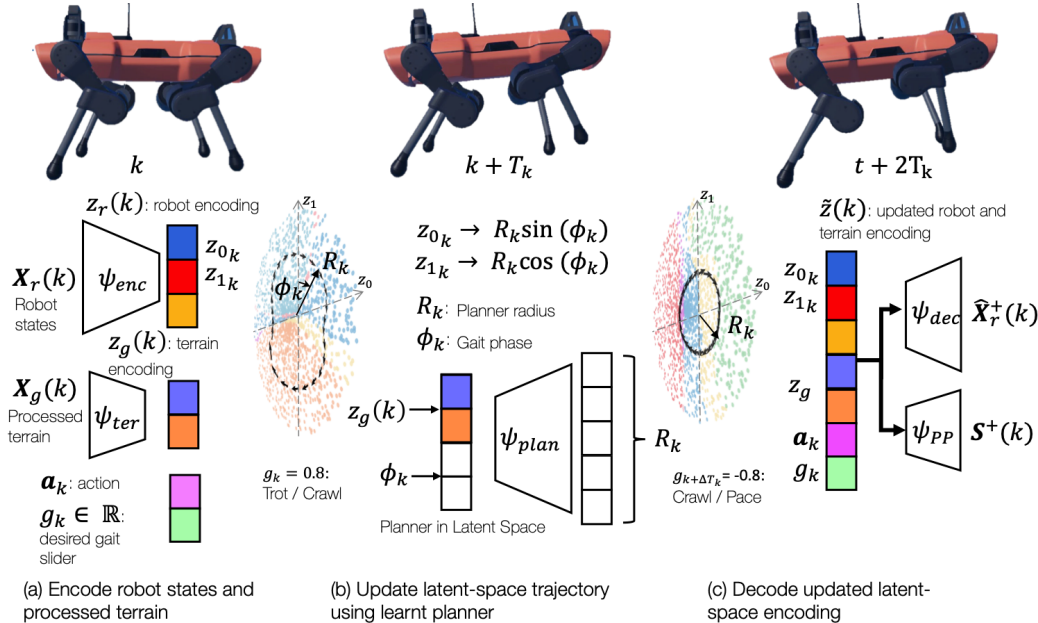 k
k + T_k
t + 2T_k
z_r(k): robot encoding
X_r(k)
Robot
states
ψ_enc
z_0k
z_1k
z_g(k): terrain
encoding
X_g(k)
Processed
terrain
ψ_ter
a_k: action
g_k ∈ ℝ:
desired gait
slider
(a) Encode robot states and
processed terrain
z_1
z_0
R_k
ϕ_k
g_k = 0.8:
Trot / Crawl
z_0k → R_k sin (ϕ_k)
z_1k → R_k cos (ϕ_k)
R_k: Planner radius
ϕ_k: Gait phase
z_g(k)
ϕ_k
ψ_plan
R_k
Planner in Latent Space
(b) Update latent-space trajectory
using learnt planner
z_1
z_0
R_k
g_k+ΔT_k = -0.8:
Crawl / Pace
z̃(k): updated robot and
terrain encoding
z_0k
z_1k
z_g
a_k
g_k
ψ_dec
X̂_r^+(k)
ψ_PP
S^+(k)
(c) Decode updated latent-
space encoding